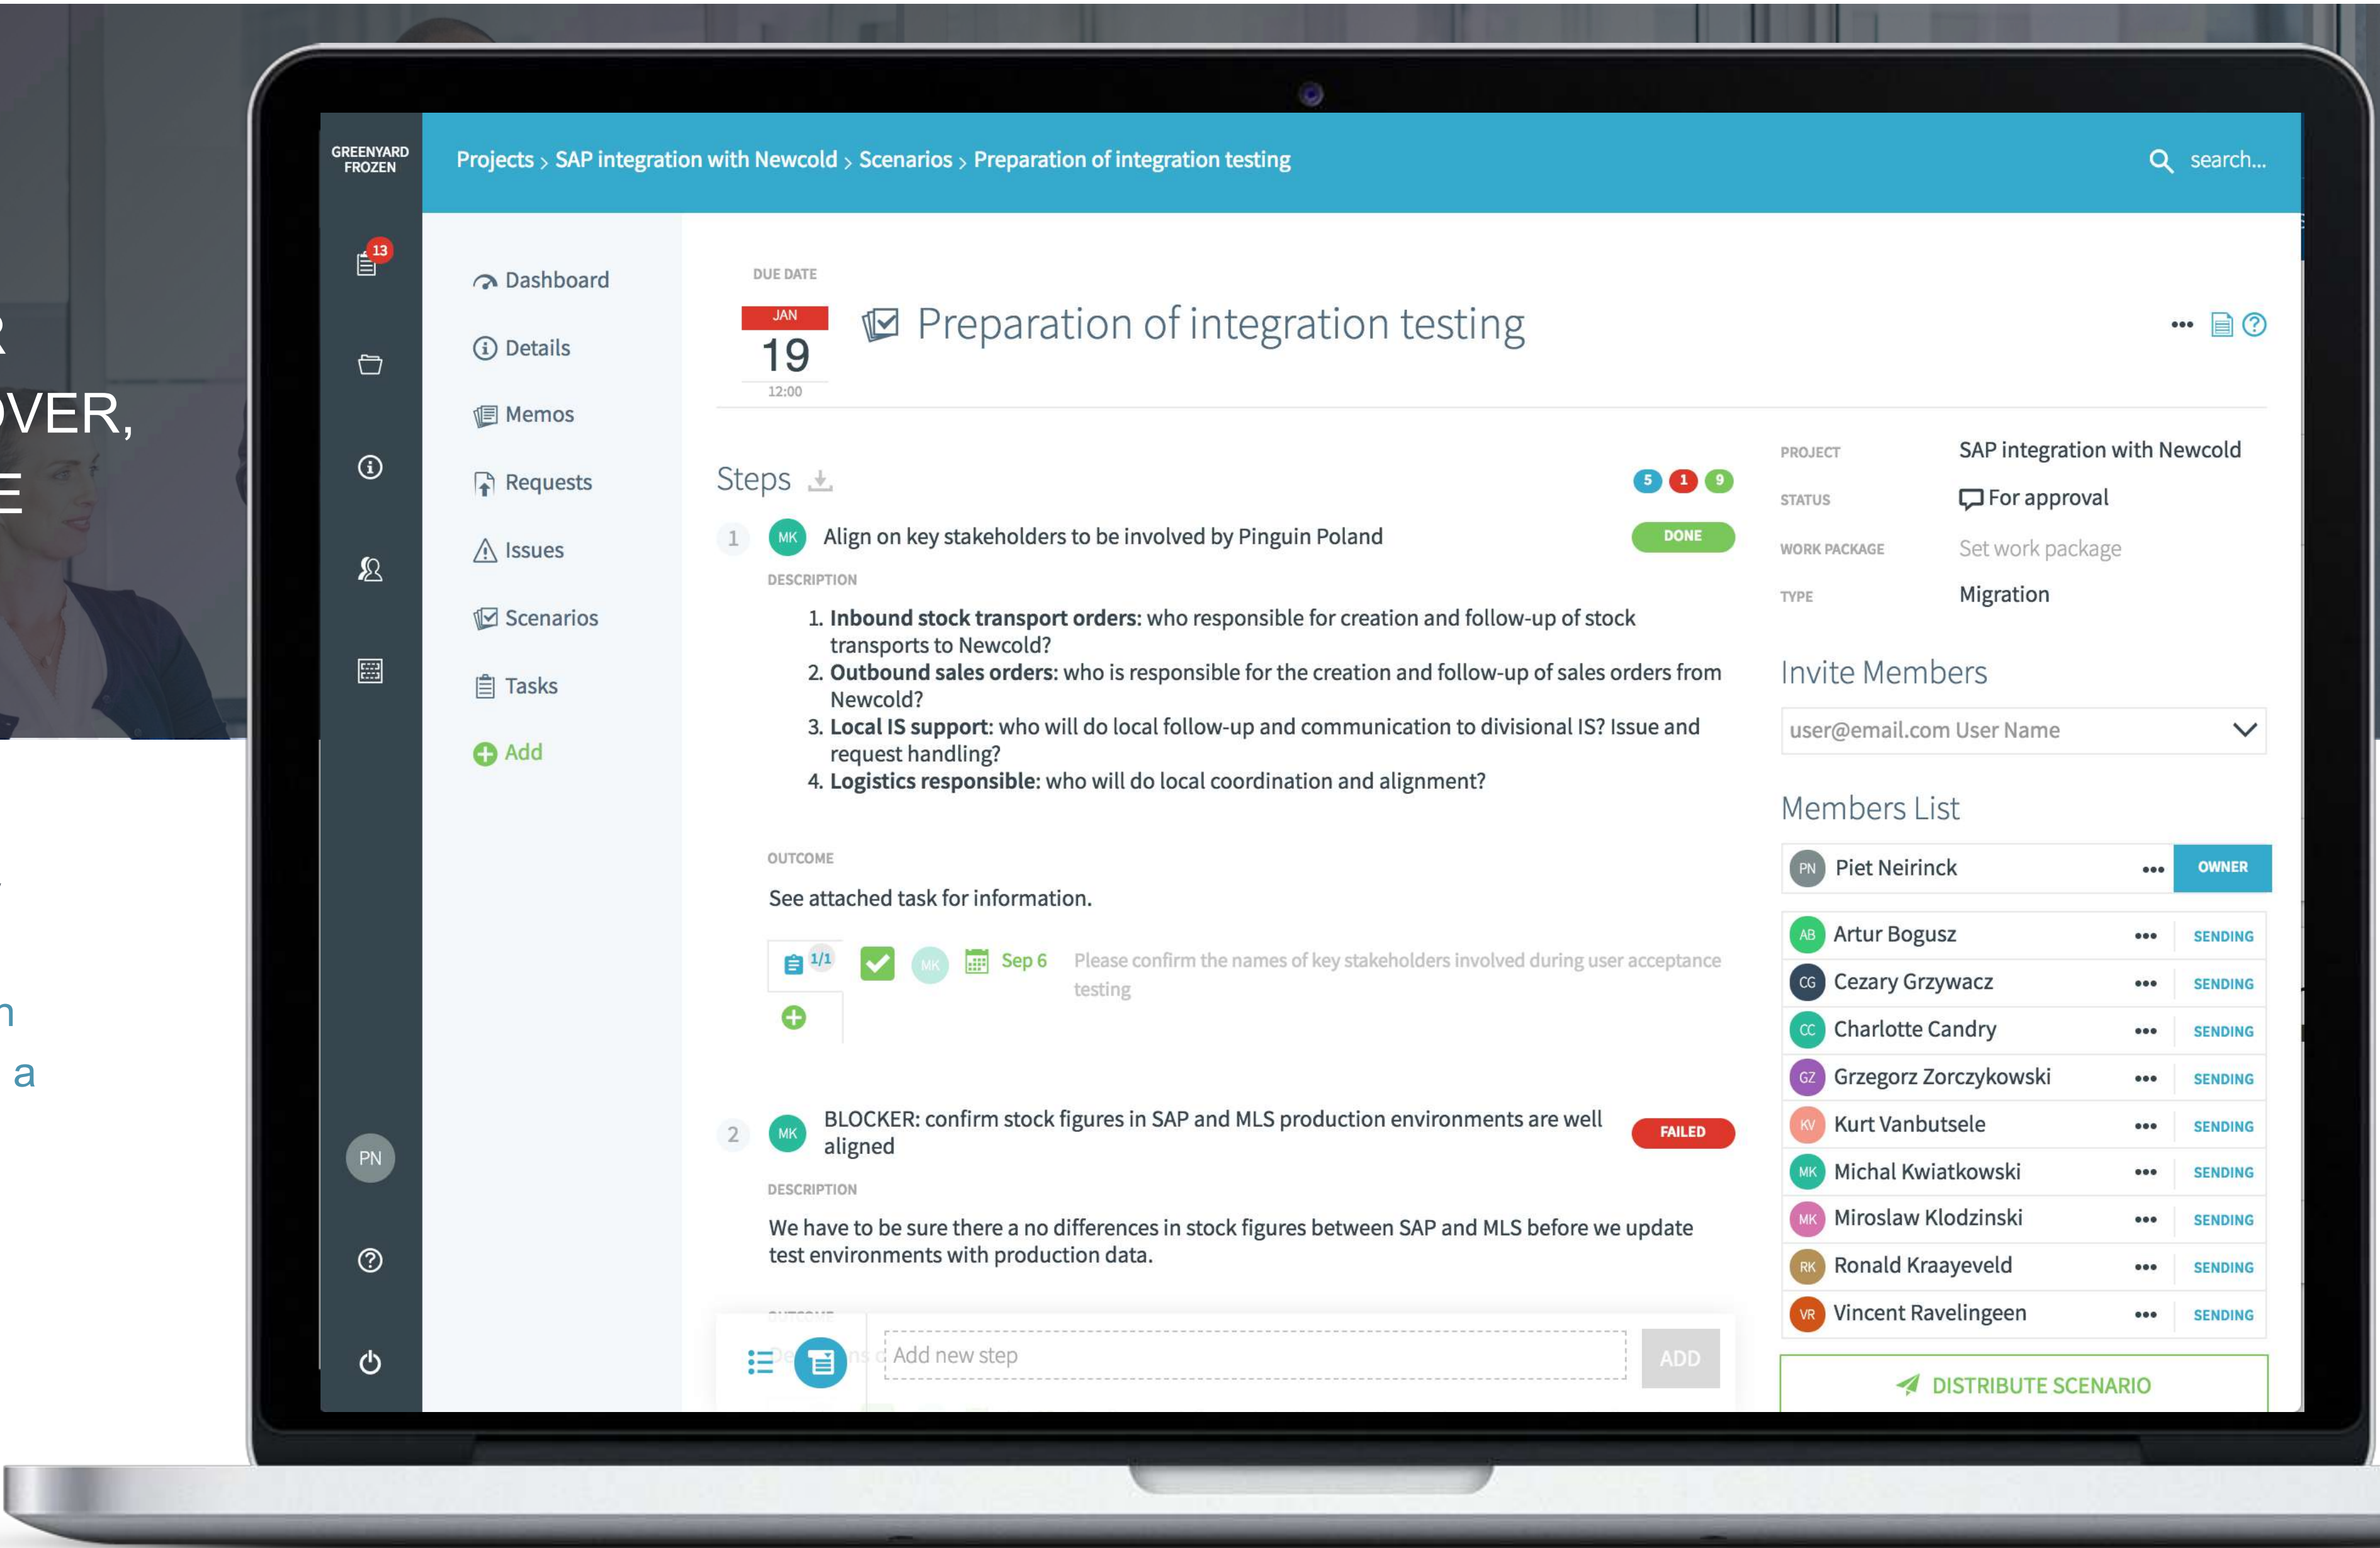 R
OVER,
E
n
a
GREENYARD
FROZEN
Projects > SAP integration with Newcold > Scenarios > Preparation of integration testing
search...
13
Dashboard
Details
Memos
Requests
Issues
Scenarios
Tasks
Add
PN
DUE DATE
JAN
19
12:00
Preparation of integration testing
Steps
5 1 9
1 MK Align on key stakeholders to be involved by Pinguin Poland DONE
DESCRIPTION
1. Inbound stock transport orders: who responsible for creation and follow-up of stock
transports to Newcold?
2. Outbound sales orders: who is responsible for the creation and follow-up of sales orders from
Newcold?
3. Local IS support: who will do local follow-up and communication to divisional IS? Issue and
request handling?
4. Logistics responsible: who will do local coordination and alignment?
OUTCOME
See attached task for information.
1/1 MK Sep 6 Please confirm the names of key stakeholders involved during user acceptance
testing
2 MK BLOCKER: confirm stock figures in SAP and MLS production environments are well
aligned
FAILED
DESCRIPTION
We have to be sure there a no differences in stock figures between SAP and MLS before we update
test environments with production data.
OUTCOME
Add new step
ADD
PROJECT SAP integration with Newcold
STATUS For approval
WORK PACKAGE Set work package
TYPE Migration
Invite Members
user@email.com User Name
Members List
PN Piet Neirinck ••• OWNER
AB Artur Bogusz ••• SENDING
CG Cezary Grzywacz ••• SENDING
CC Charlotte Candry ••• SENDING
GZ Grzegorz Zorczykowski ••• SENDING
KV Kurt Vanbutsele ••• SENDING
MK Michal Kwiatkowski ••• SENDING
MK Miroslaw Klodzinski ••• SENDING
RK Ronald Kraayeveld ••• SENDING
VR Vincent Ravelingeen ••• SENDING
DISTRIBUTE SCENARIO